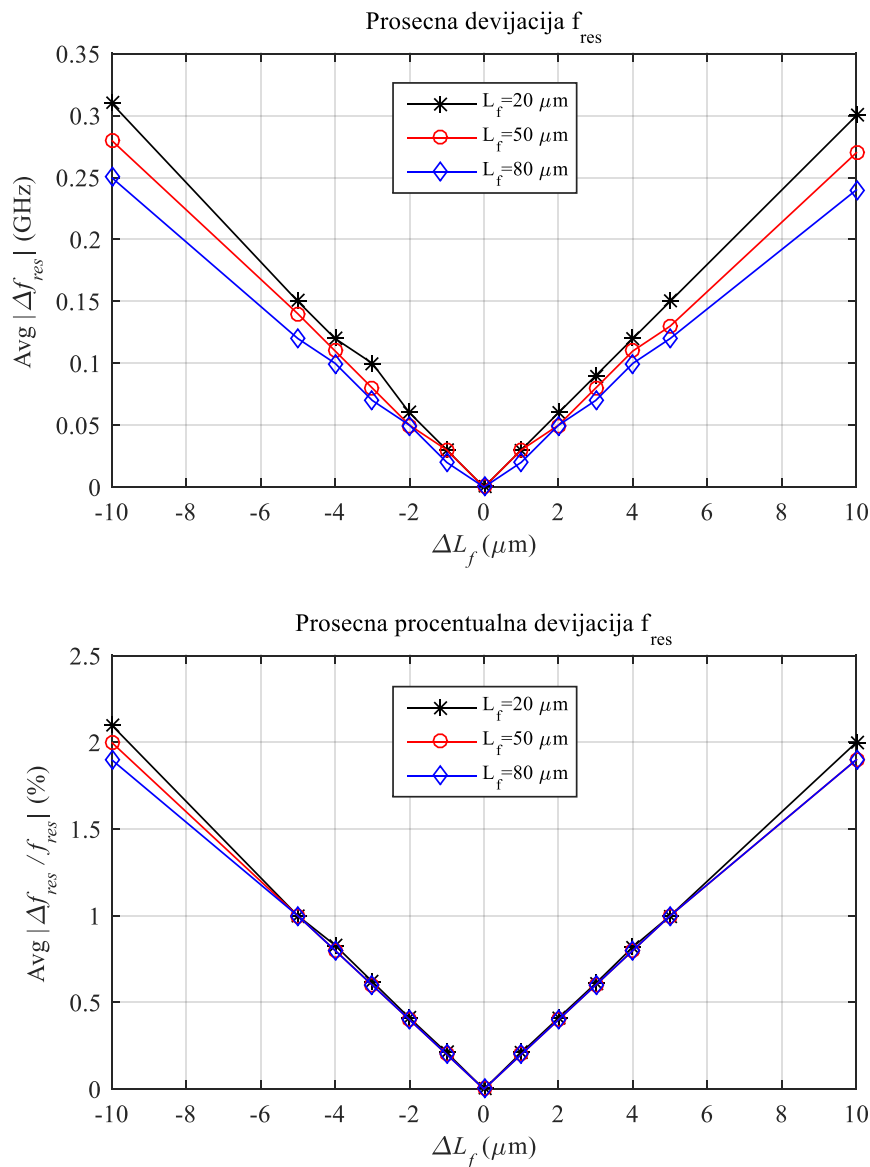 Prosecna devijacija f_res
0.35
0.3
0.25
0.2
0.15
0.1
0.05
0
Avg |Δf_res| (GHz)
L_f=20 μm
L_f=50 μm
L_f=80 μm
-10 -8 -6 -4 -2 0 2 4 6 8 10
ΔL_f (μm)
Prosecna procentualna devijacija f_res
2.5
2
1.5
1
0.5
0
Avg |Δf_res / f_res| (%)
L_f=20 μm
L_f=50 μm
L_f=80 μm
-10 -8 -6 -4 -2 0 2 4 6 8 10
ΔL_f (μm)